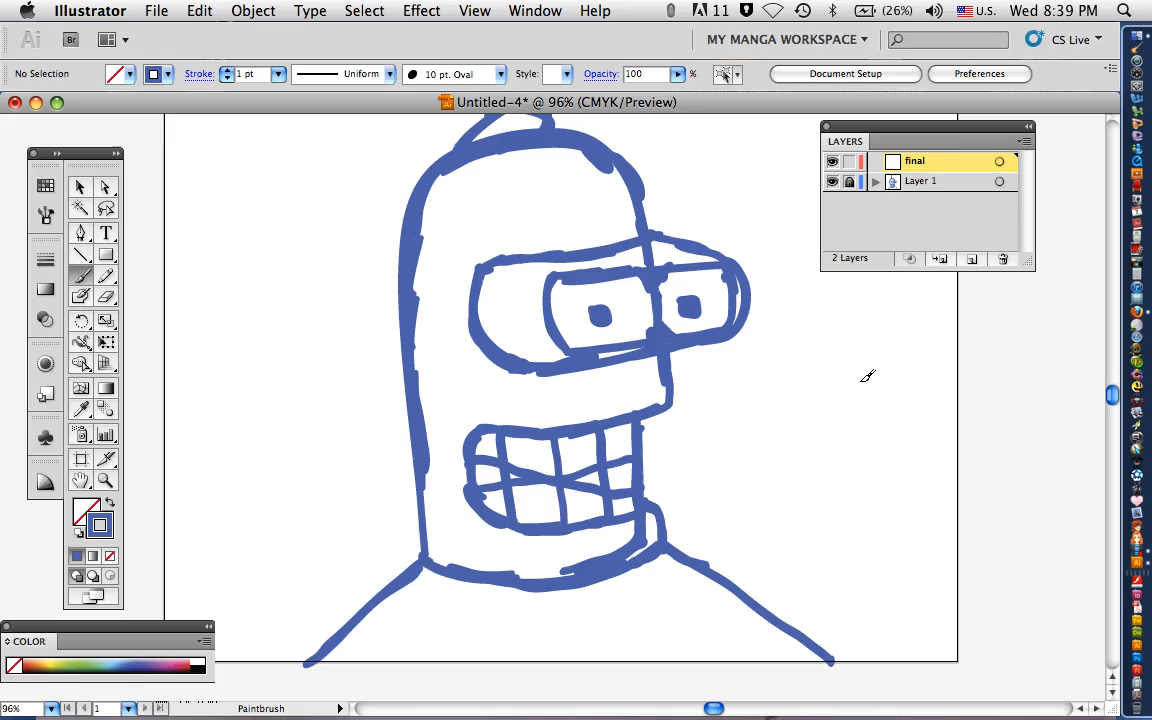 Illustrator File Edit Object Type Select Effect View Window Help 11 (26%) U.S. Wed 8:39 PM
Ai Br MY MANGA WORKSPACE CS Live
No Selection Stroke: 1 pt Uniform 10 pt. Oval Style: Opacity: 100 % Document Setup Preferences
Untitled-4* @ 96% (CMYK/Preview)
LAYERS
final
Layer 1
2 Layers
T
COLOR
96% 1 Paintbrush